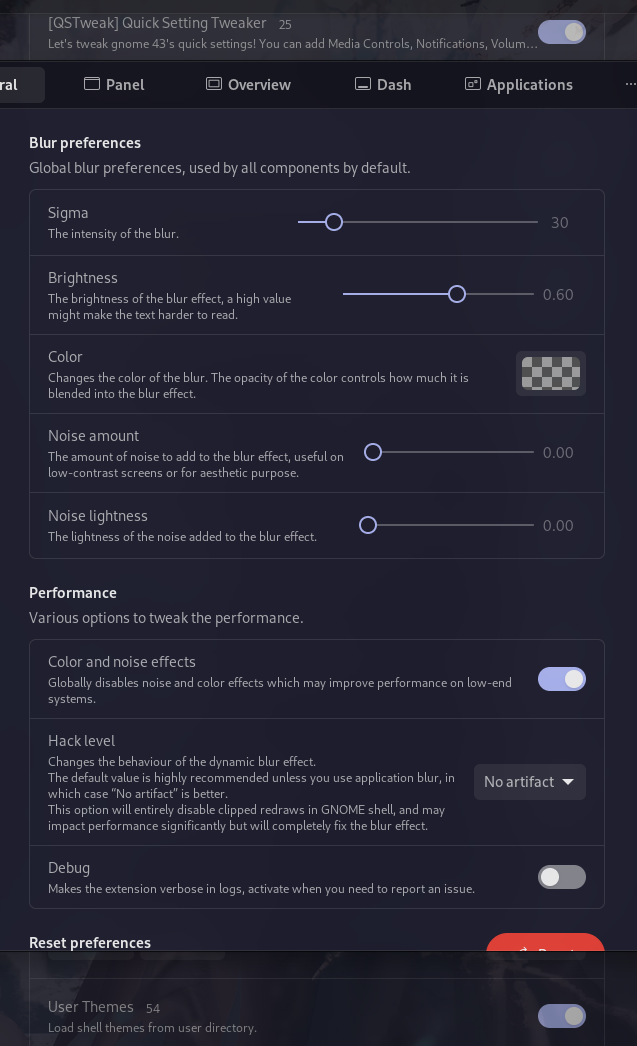 [QSTweak] Quick Setting Tweaker 25
Let's tweak gnome 43's quick settings! You can add Media Controls, Notifications, Volum...
ral Panel Overview Dash Applications ...
Blur preferences
Global blur preferences, used by all components by default.
Sigma
The intensity of the blur.
30
Brightness
The brightness of the blur effect, a high value
might make the text harder to read.
0.60
Color
Changes the color of the blur. The opacity of the color controls how much it is
blended into the blur effect.
Noise amount
The amount of noise to add to the blur effect, useful on
low-contrast screens or for aesthetic purpose.
0.00
Noise lightness
The lightness of the noise added to the blur effect.
0.00
Performance
Various options to tweak the performance.
Color and noise effects
Globally disables noise and color effects which may improve performance on low-end
systems.
Hack level
Changes the behaviour of the dynamic blur effect.
The default value is highly recommended unless you use application blur, in
which case “No artifact” is better.
This option will entirely disable clipped redraws in GNOME shell, and may
impact performance significantly but will completely fix the blur effect.
No artifact
Debug
Makes the extension verbose in logs, activate when you need to report an issue.
Reset preferences
User Themes 54
Load shell themes from user directory.